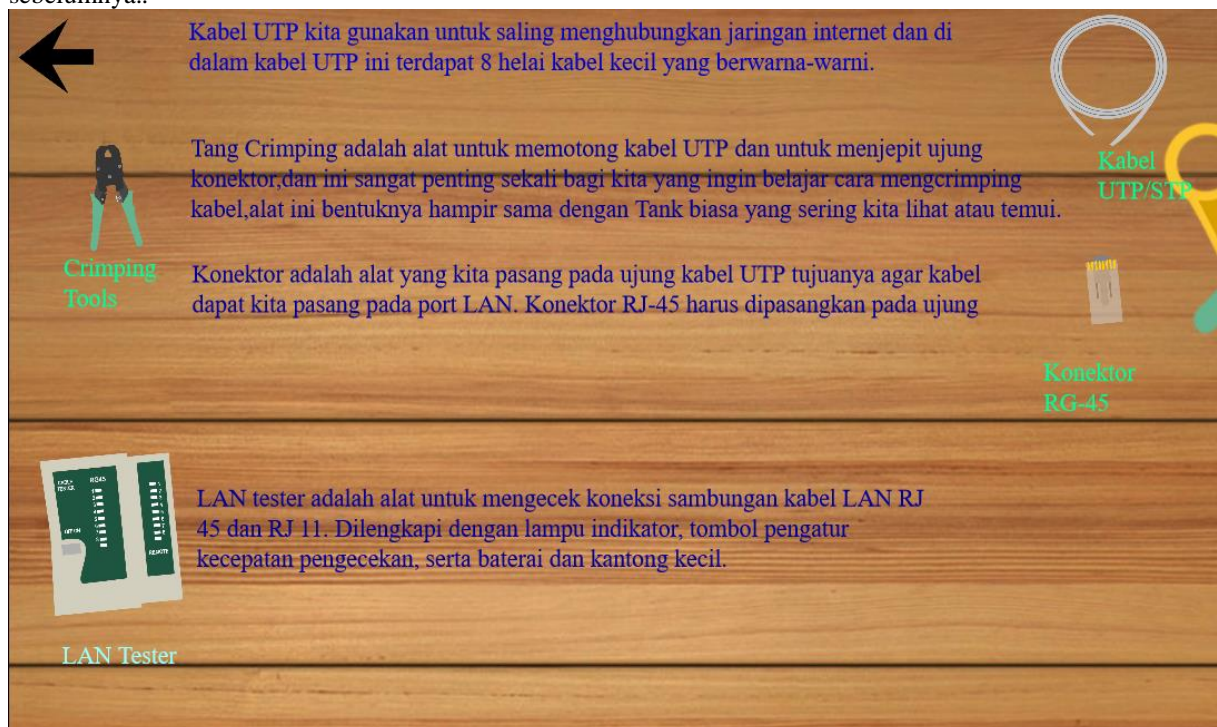 Kabel UTP kita gunakan untuk saling menghubungkan jaringan internet dan di
dalam kabel UTP ini terdapat 8 helai kabel kecil yang berwarna-warni.
Kabel
UTP/STP
Tang Crimping adalah alat untuk memotong kabel UTP dan untuk menjepit ujung
konektor,dan ini sangat penting sekali bagi kita yang ingin belajar cara mengcrimping
kabel,alat ini bentuknya hampir sama dengan Tank biasa yang sering kita lihat atau temui.
Crimping
Tools
Konektor adalah alat yang kita pasang pada ujung kabel UTP tujuanya agar kabel
dapat kita pasang pada port LAN. Konektor RJ-45 harus dipasangkan pada ujung
Konektor
RG-45
LAN tester adalah alat untuk mengecek koneksi sambungan kabel LAN RJ
45 dan RJ 11. Dilengkapi dengan lampu indikator, tombol pengatur
kecepatan pengecekan, serta baterai dan kantong kecil.
REMOTE
LAN Tester